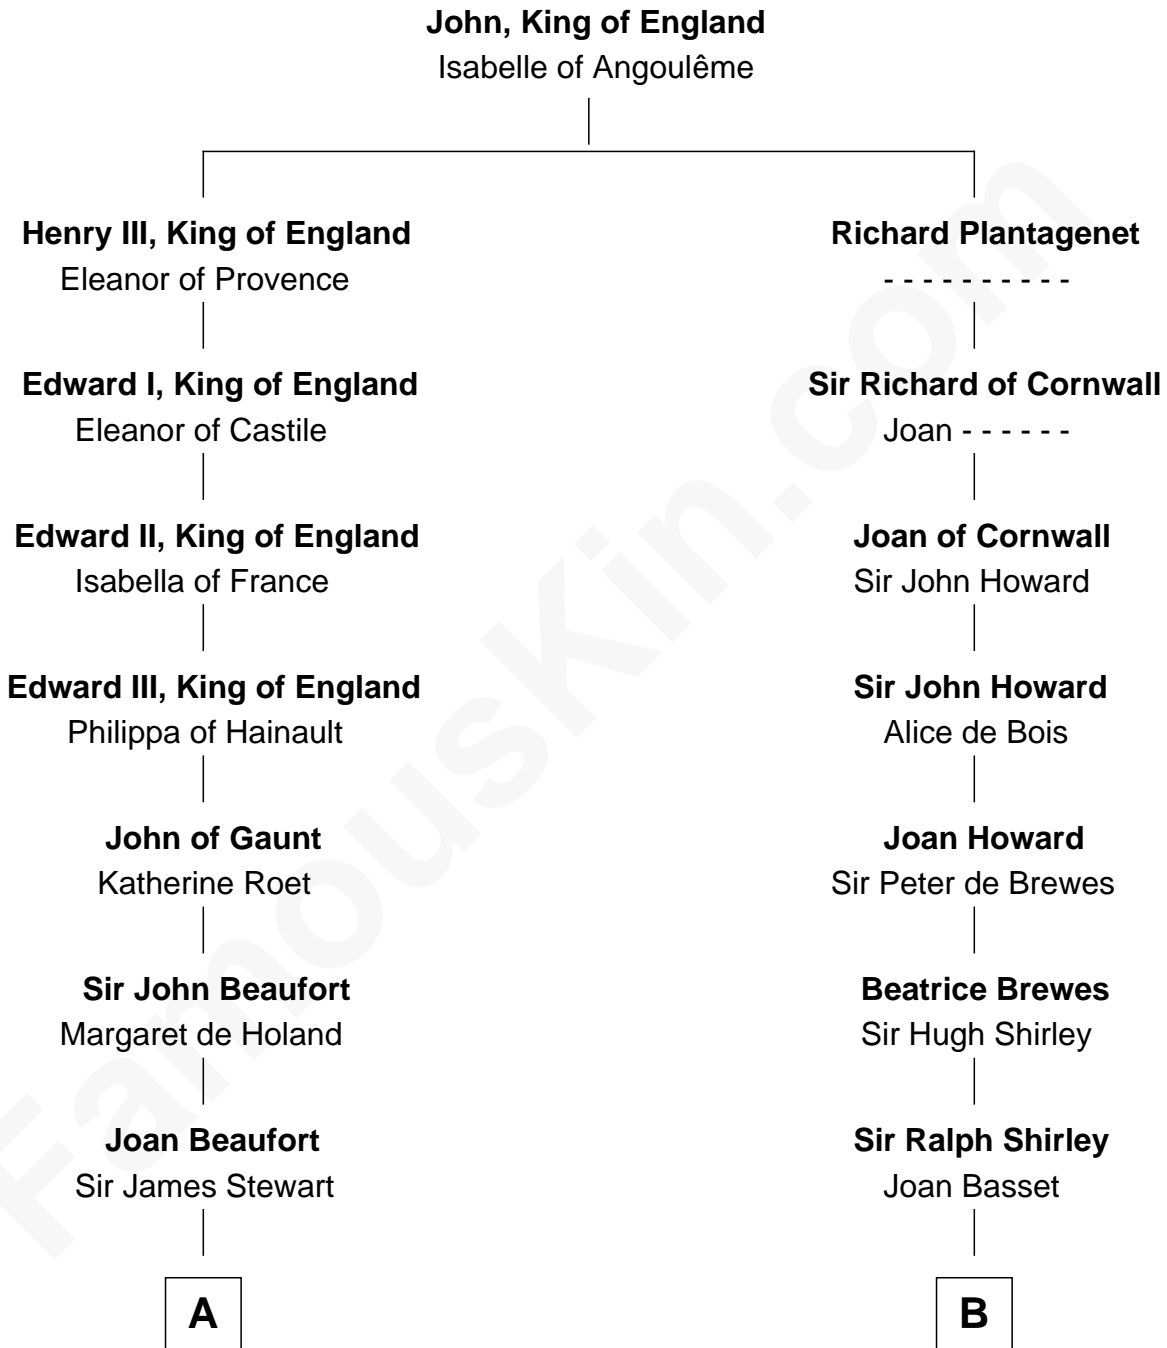 John, King of England
Isabelle of Angoulême
Henry III, King of England
Eleanor of Provence
Edward I, King of England
Eleanor of Castile
Edward II, King of England
Isabella of France
Edward III, King of England
Philippa of Hainault
John of Gaunt
Katherine Roet
Sir John Beaufort
Margaret de Holand
Joan Beaufort
Sir James Stewart
A
Richard Plantagenet
- - - - - - - - - -
Sir Richard of Cornwall
Joan - - - - - -
Joan of Cornwall
Sir John Howard
Sir John Howard
Alice de Bois
Joan Howard
Sir Peter de Brewes
Beatrice Brewes
Sir Hugh Shirley
Sir Ralph Shirley
Joan Basset
B
FamousKin.com